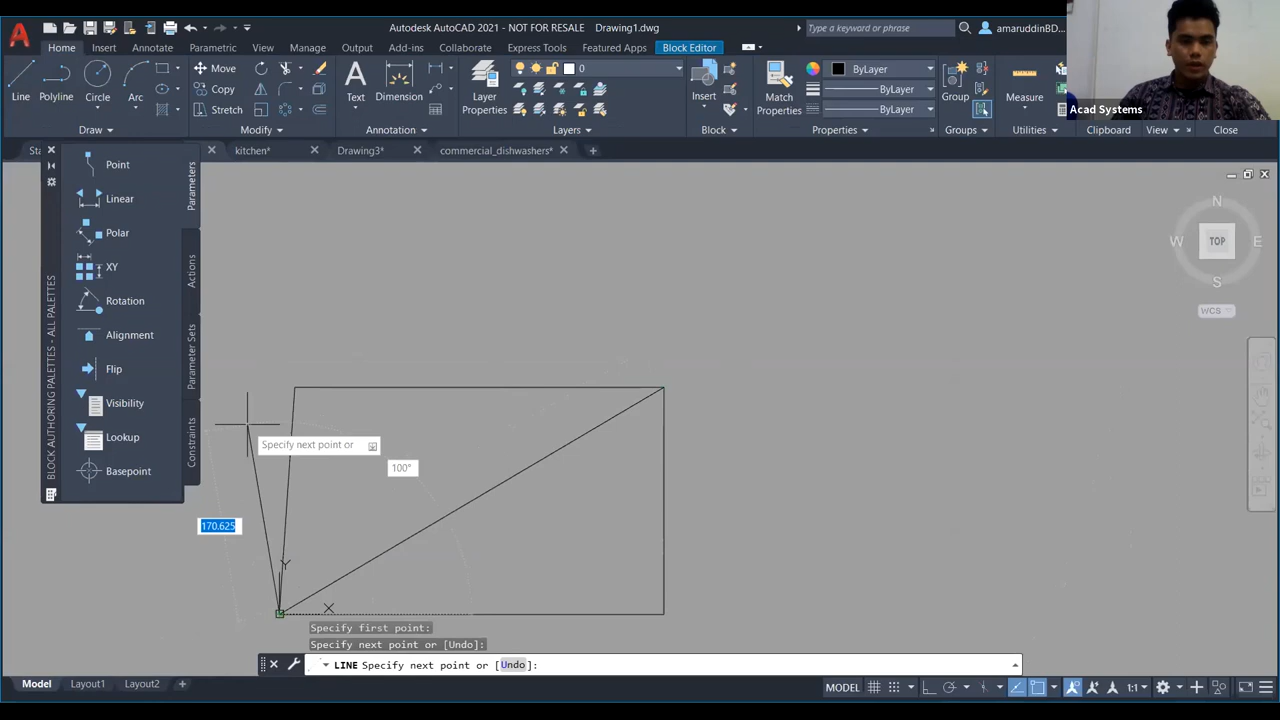 Autodesk AutoCAD 2021 - NOT FOR RESALE Drawing1.dwg
Type a keyword or phrase
amaruddinBD...
Home Insert Annotate Parametric View Manage Output Add-ins Collaborate Express Tools Featured Apps Block Editor
Line Polyline Circle Arc
Move
Copy
Stretch
Text Dimension
Layer Properties
0
Insert
Match Properties
ByLayer
ByLayer
ByLayer
Group
Measure
Acad Systems
Draw Modify Annotation Layers Block Properties Groups Utilities Clipboard View Close
Sta
kitchen* Drawing3* commercial_dishwashers*
Point
Linear
Polar
XY
Rotation
Alignment
Flip
Visibility
Lookup
Basepoint
Parameters
Actions
Parameter Sets
Constraints
BLOCK AUTHORING PALETTES - ALL PALETTES
N
W TOP E
S
WCS
Specify next point or
100°
170.625
Y
X
Specify first point:
Specify next point or [Undo]:
LINE Specify next point or [Undo]:
Model Layout1 Layout2
MODEL
1:1